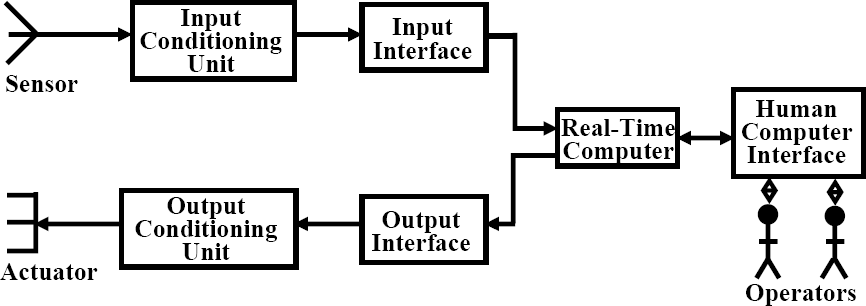 Sensor
Input
Conditioning
Unit
Input
Interface
Real-Time
Computer
Human
Computer
Interface
Actuator
Output
Conditioning
Unit
Output
Interface
Operators